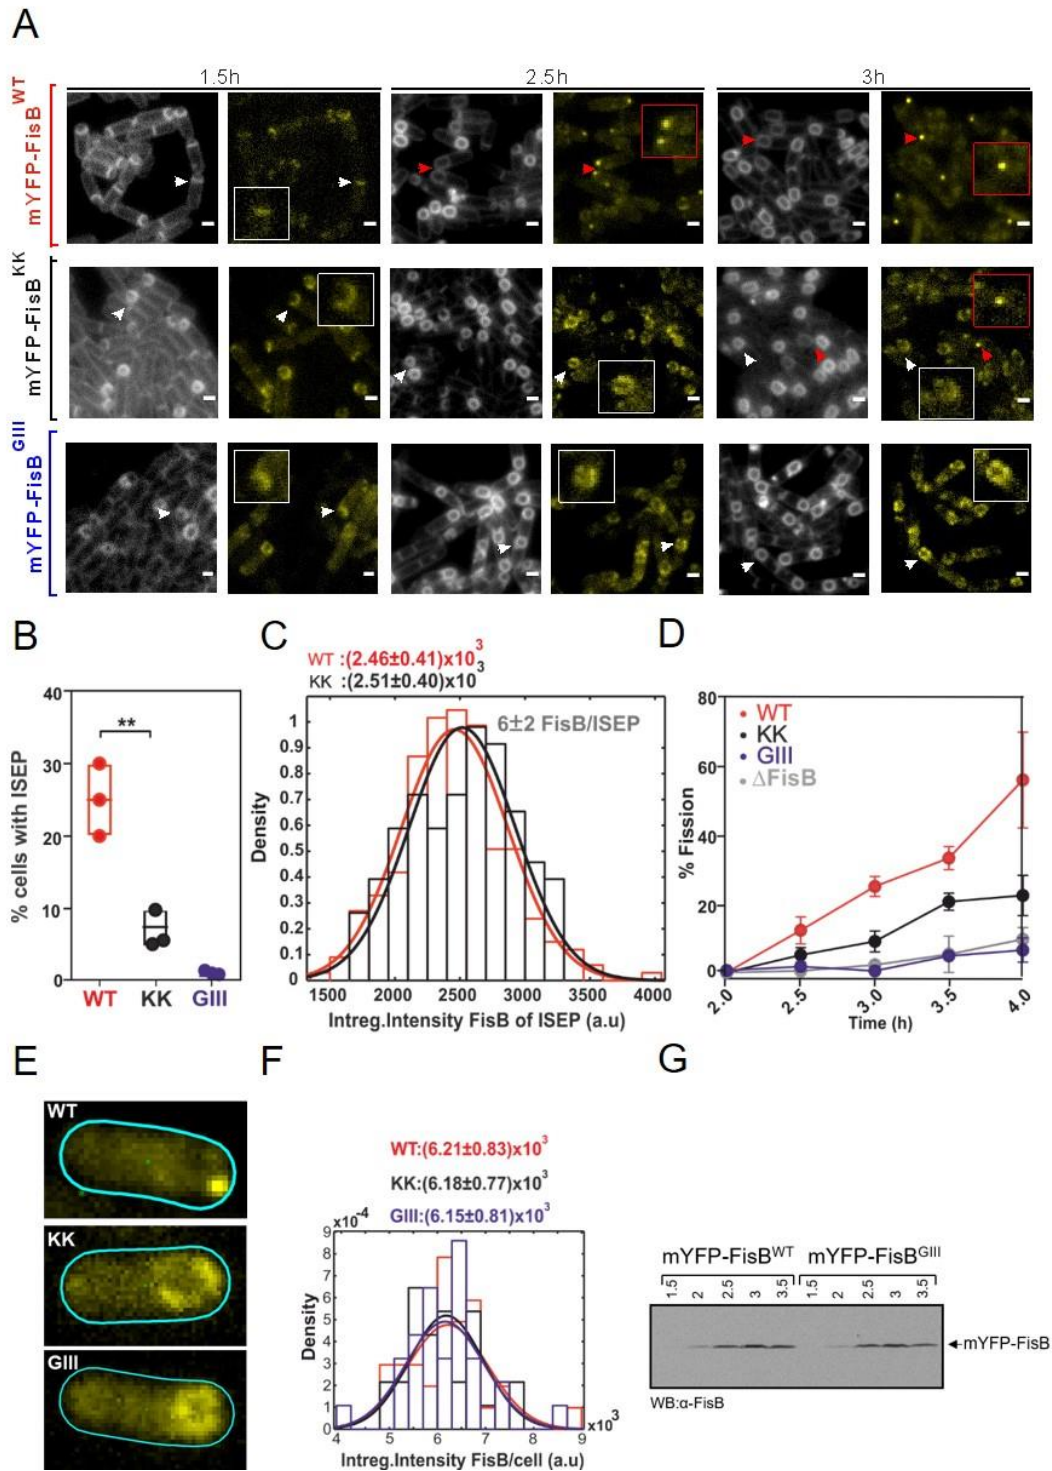 A
1.5h 2.5h 3h
mYFP-FisB^WT
mYFP-FisB^KK
mYFP-FisB^GIII
B
% cells with ISEP
40
30
20
10
0
**
WT KK GIII
C
WT :(2.46±0.41)x10^3
KK :(2.51±0.40)x10^3
6±2 FisB/ISEP
Density
1
0.9
0.8
0.7
0.6
0.5
0.4
0.3
0.2
0.1
0
1500 2000 2500 3000 3500 4000
Intreg.Intensity FisB of ISEP (a.u)
D
% Fission
80
60
40
20
0
WT
KK
GIII
ΔFisB
2.0 2.5 3.0 3.5 4.0
Time (h)
E
WT
KK
GIII
F
WT:(6.21±0.83)x10^3
KK:(6.18±0.77)x10^3
GIII:(6.15±0.81)x10^3
x10^-4
Density
9
8
7
6
5
4
3
2
1
0
4 5 6 7 8 9
x10^3
Intreg.Intensity FisB/cell (a.u)
G
mYFP-FisB^WT mYFP-FisB^GIII
1.5 2 2.5 3 3.5 1.5 2 2.5 3 3.5
mYFP-FisB
WB:α-FisB